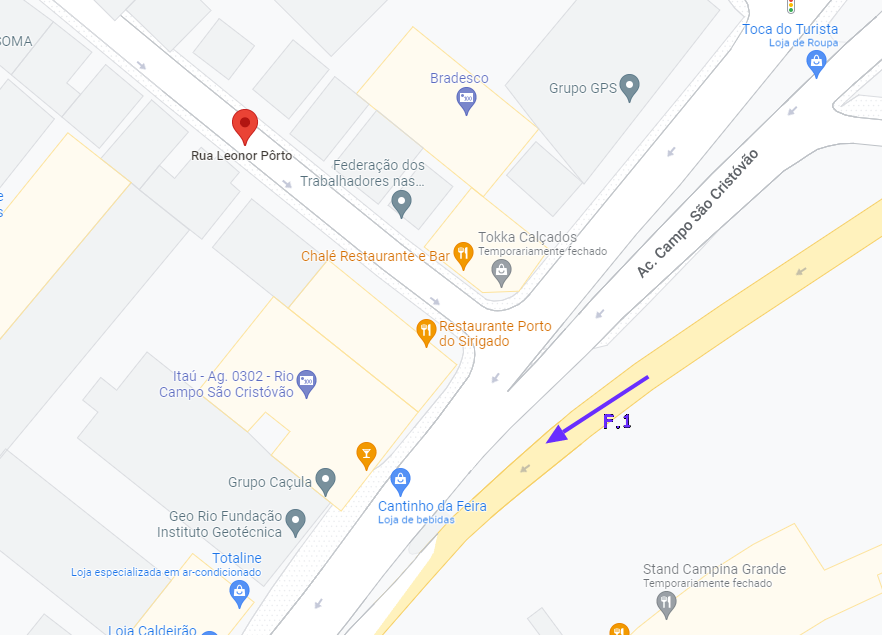 SOMA
Toca do Turista
Loja de Roupa
Bradesco
Grupo GPS
Rua Leonor Pôrto
Federação dos
Trabalhadores nas...
Ac. Campo São Cristóvão
Tokka Calçados
Temporariamente fechado
Chalé Restaurante e Bar
Restaurante Porto
do Sirigado
Itaú - Ag. 0302 - Rio
Campo São Cristóvão
F.1
Grupo Caçula
Cantinho da Feira
Loja de bebidas
Geo Rio Fundação
Instituto Geotécnica
Totaline
Loja especializada em ar-condicionado
Stand Campina Grande
Temporariamente fechado
Loja Caldeirão